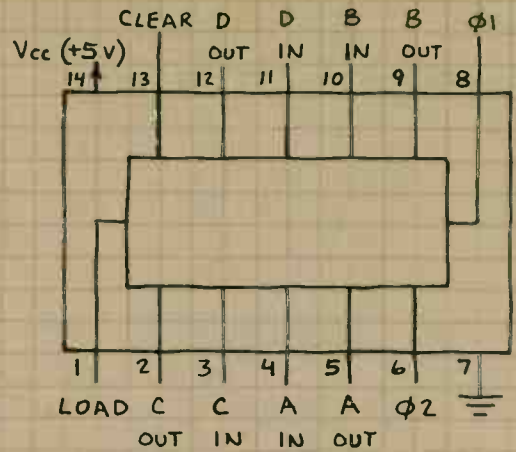 CLEAR D D B B φ1
Vcc (+5 V) OUT IN IN OUT
14 13 12 11 10 9 8
1 2 3 4 5 6 7
LOAD C C A A φ2
OUT IN IN OUT